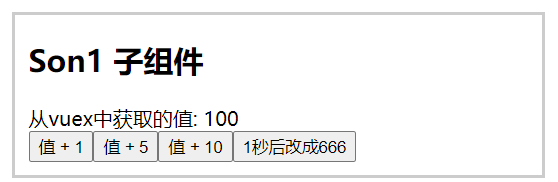 Son1 子组件
从vuex中获取的值: 100
值 + 1 值 + 5 值 + 10 1秒后改成666